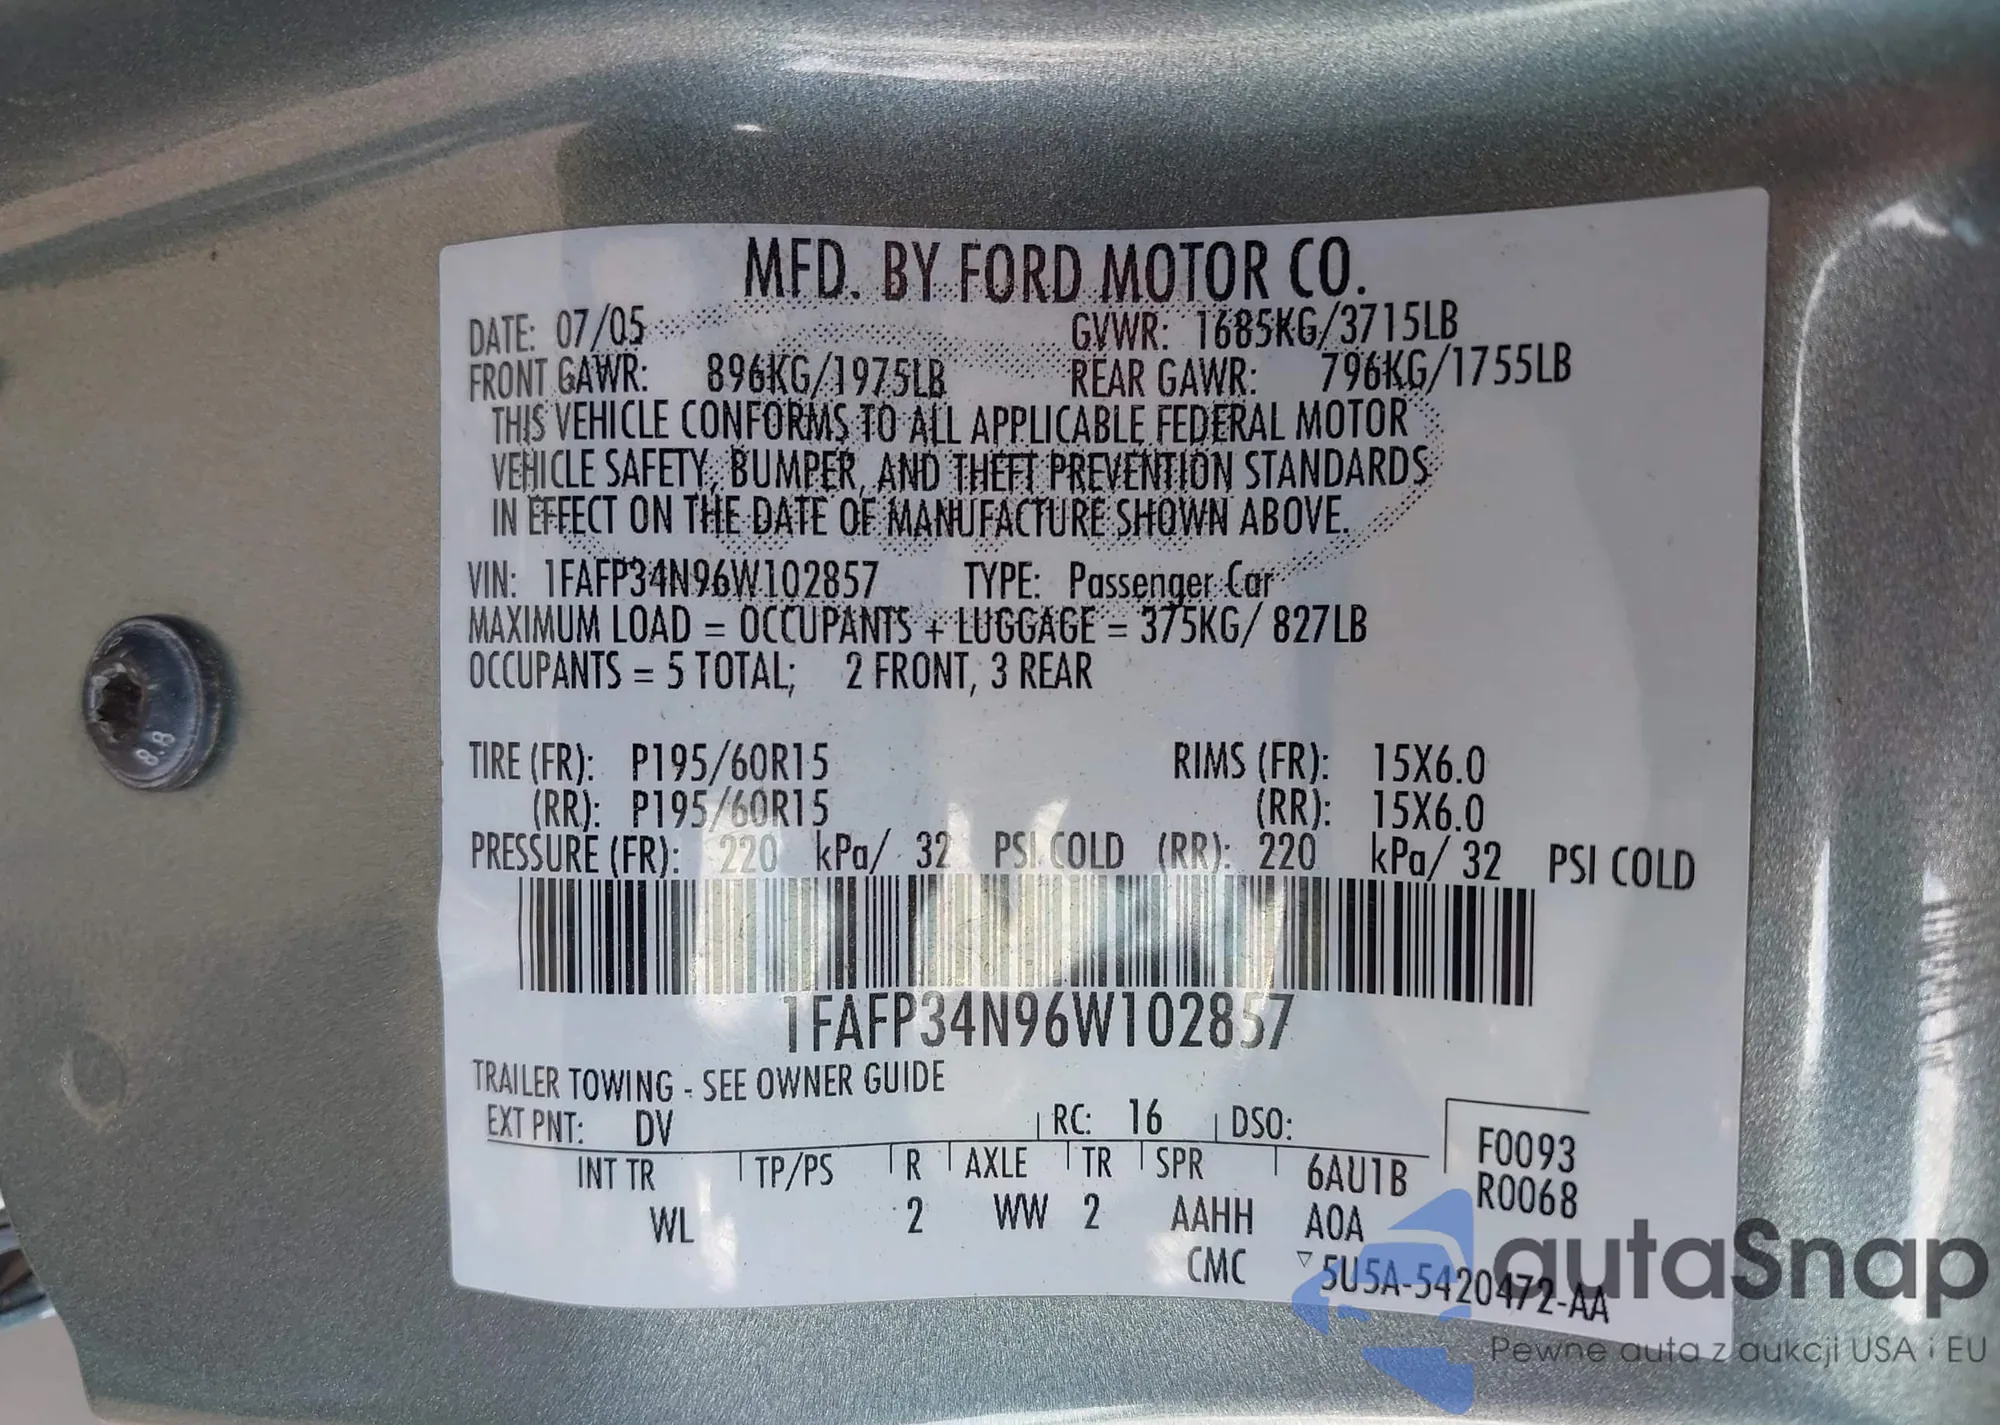 MFD. BY FORD MOTOR CO.
DATE: 07/05 GVWR: 1685KG/3715LB
FRONT GAWR: 896KG/1975LB REAR GAWR: 796KG/1755LB
THIS VEHICLE CONFORMS TO ALL APPLICABLE FEDERAL MOTOR
VEHICLE SAFETY, BUMPER, AND THEFT PREVENTION STANDARDS
IN EFFECT ON THE DATE OF MANUFACTURE SHOWN ABOVE.
VIN: 1FAFP34N96W102857 TYPE: Passenger Car
MAXIMUM LOAD = OCCUPANTS + LUGGAGE = 375KG/ 827LB
OCCUPANTS = 5 TOTAL; 2 FRONT, 3 REAR
TIRE (FR): P195/60R15 RIMS (FR): 15X6.0
(RR): P195/60R15 (RR): 15X6.0
PRESSURE (FR): 220 kPa/ 32 PSI COLD (RR): 220 kPa/ 32 PSI COLD
1FAFP34N96W102857
TRAILER TOWING - SEE OWNER GUIDE
EXT PNT: DV RC: 16 DSO:
F0093
INT TR TP/PS R AXLE TR SPR 6AU1B
R0068
WL 2 WW 2 AAHH A0A
CMC ▽5U5A-5420472-AA
8.8
autaSnap
Pewne auta z aukcji USA i EU